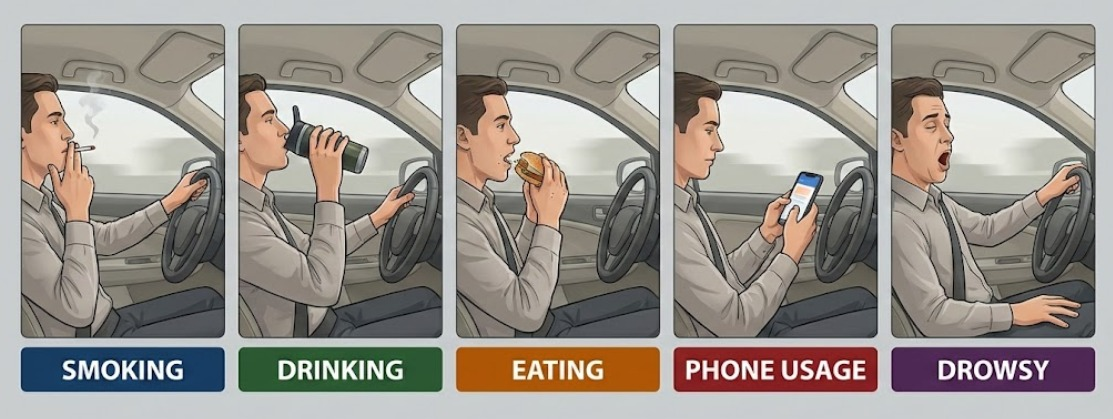 SMOKING
DRINKING
EATING
PHONE USAGE
DROWSY